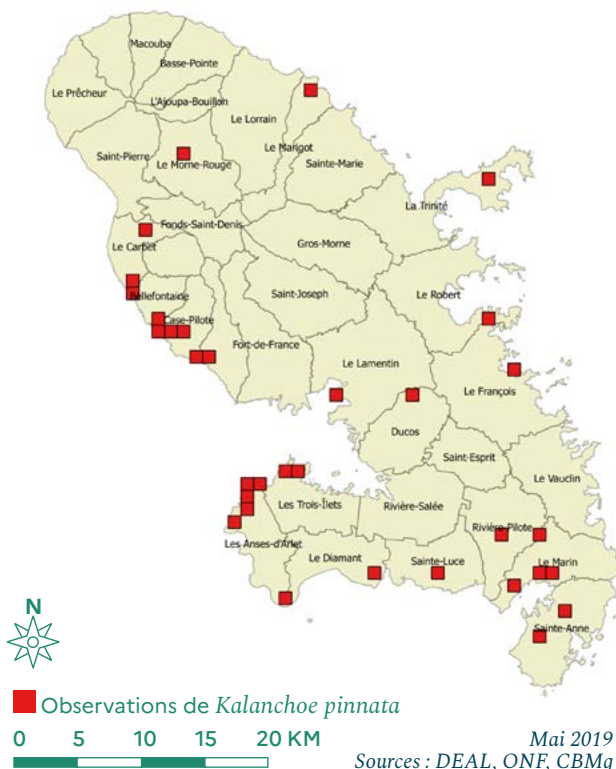 Macouba
Basse-Pointe
Le Prêcheur
L'Ajoupa-Bouillon
Le Lorrain
Le Marigot
Saint-Pierre
Le Morne-Rouge
Sainte-Marie
La Trinité
Fonds-Saint-Denis
Le Carbet
Gros-Morne
Bellefontaine
Saint-Joseph
Le Robert
Case-Pilote
Fort-de-France
Le Lamentin
Le François
Ducos
Saint-Esprit
Le Vauclin
Les Trois-Îlets
Rivière-Salée
Rivière-Pilote
Les Anses-d'Arlet
Le Diamant
Sainte-Luce
Le Marin
Sainte-Anne
N
Observations de Kalanchoe pinnata
0 5 10 15 20 KM
Mai 2019
Sources : DEAL, ONF, CBMq